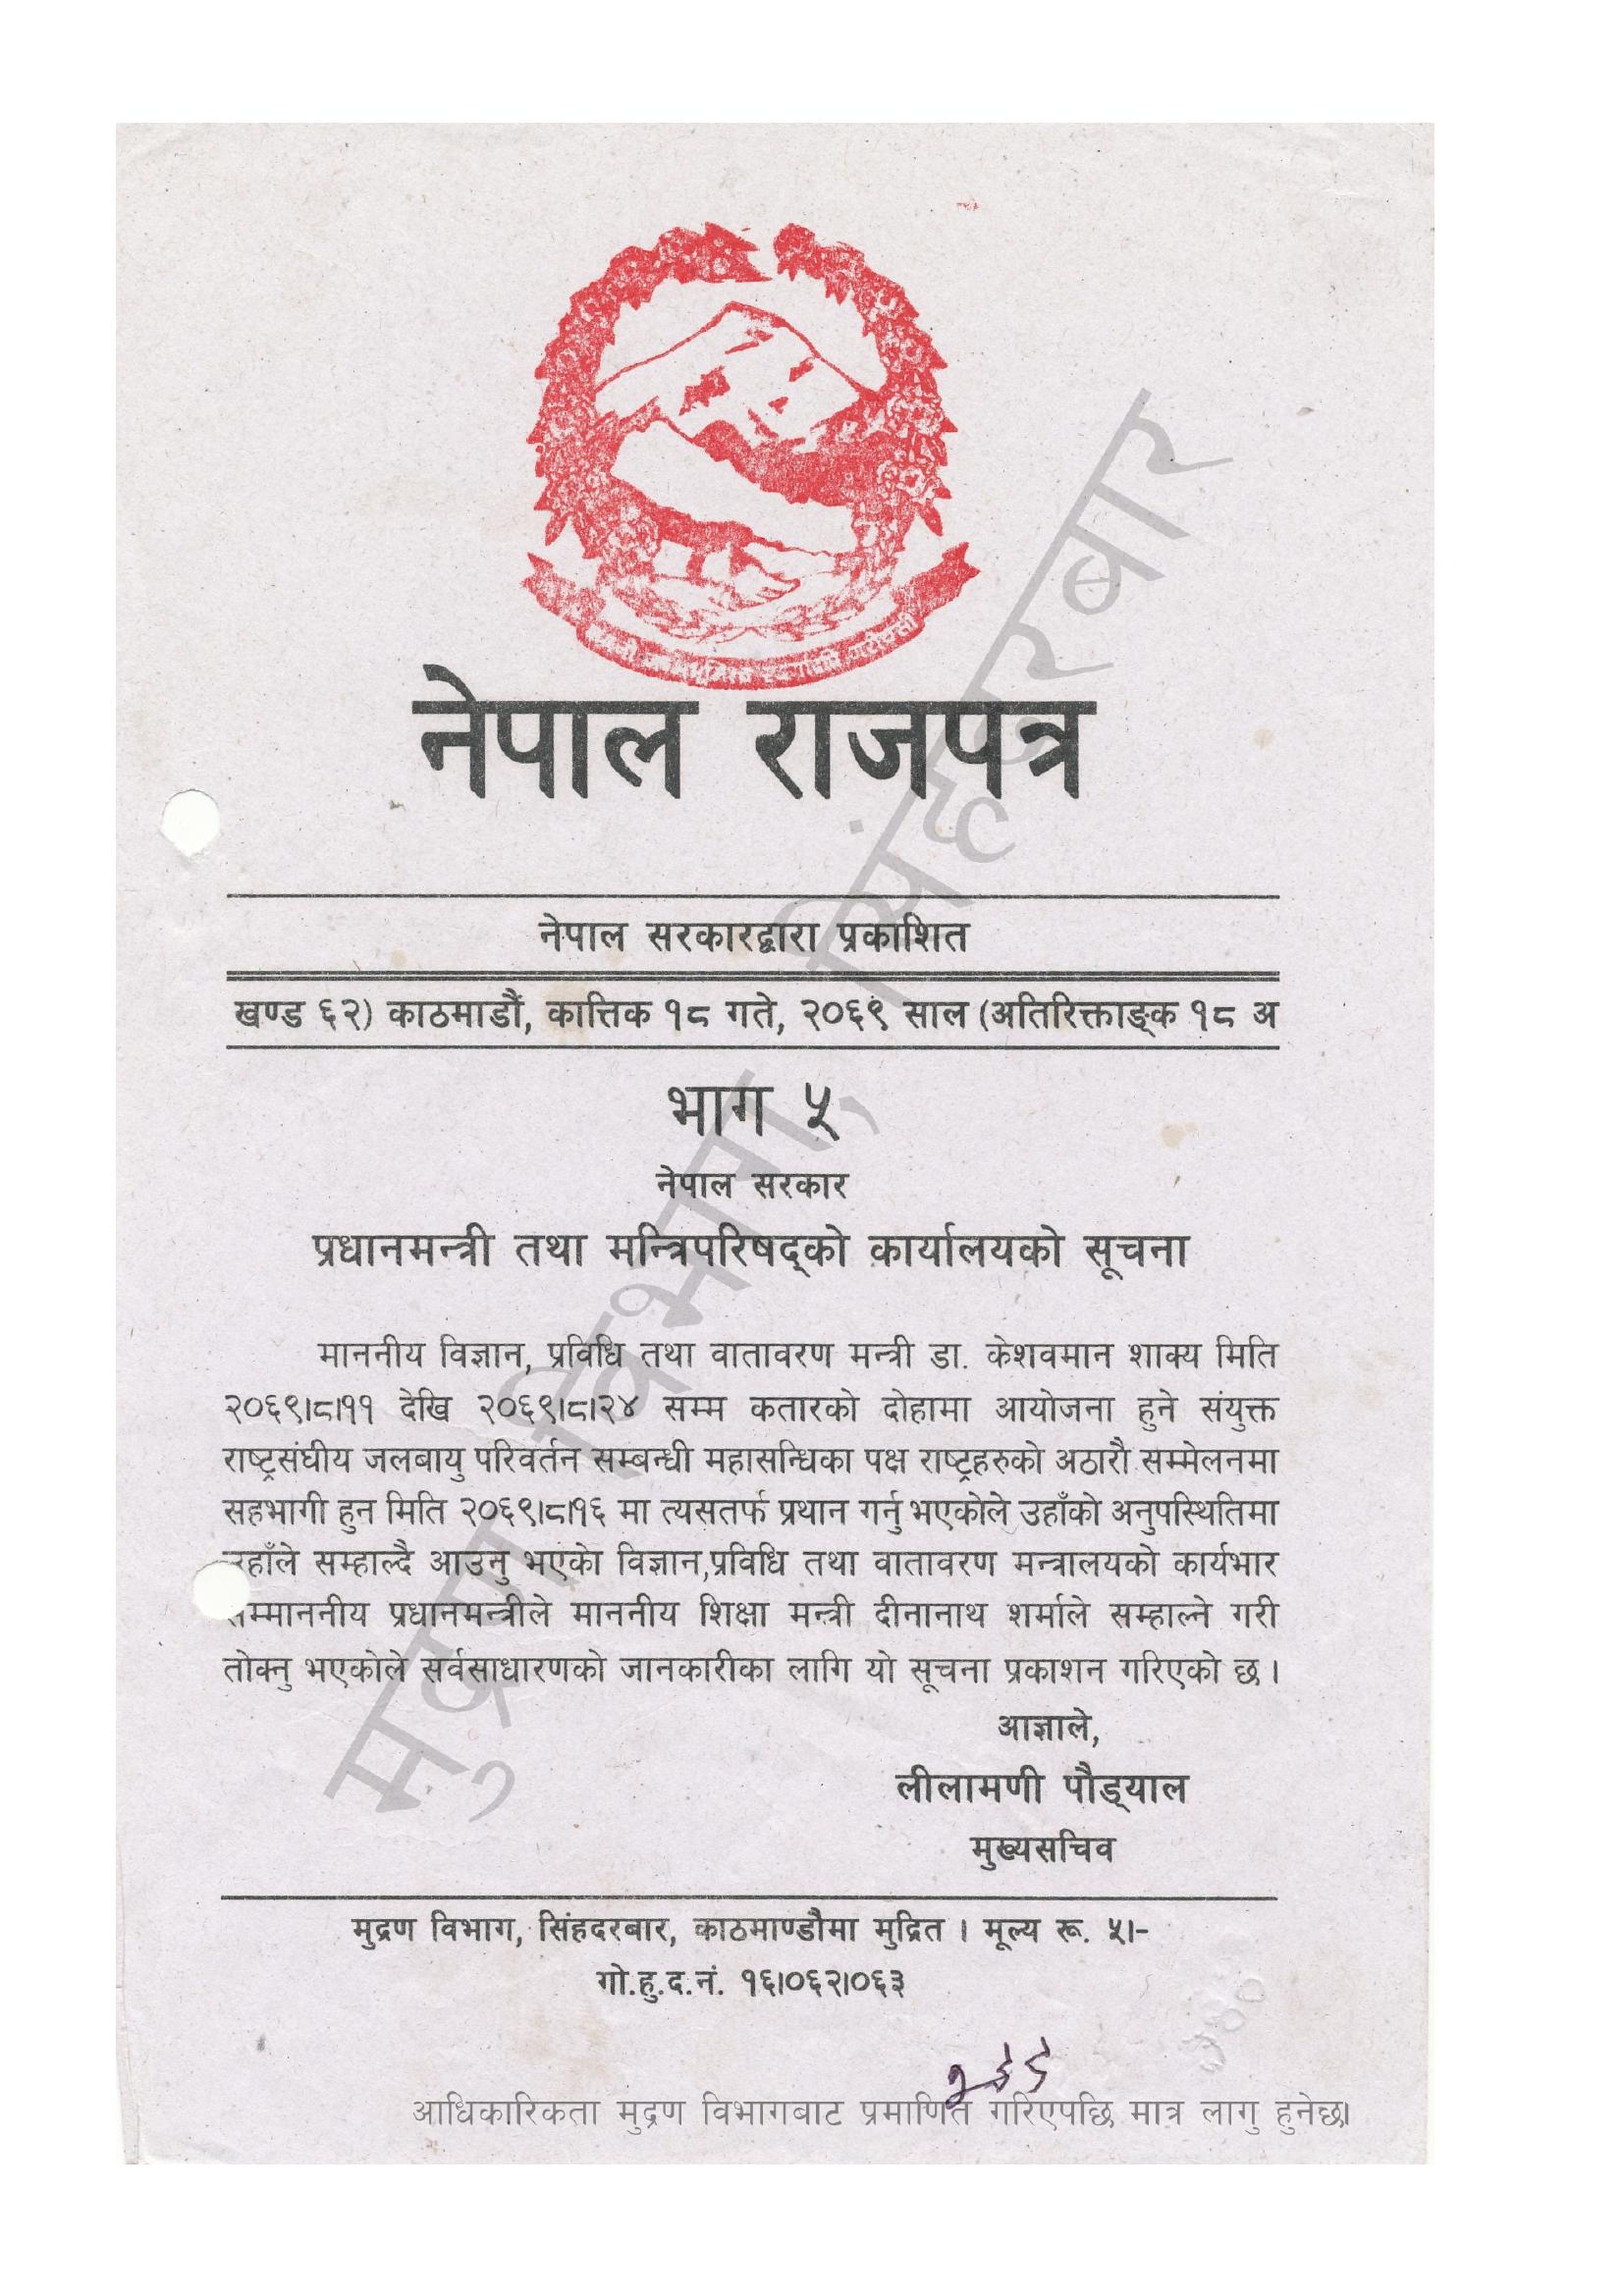 नेपाल राजपत्र
नेपाल सरकारद्वारा प्रकाशित
खण्ड ६२) काठमाडौं, कात्तिक १८ गते, २०६९ साल (अतिरिक्ताङ्क १८ अ
भाग ५
नेपाल सरकार
प्रधानमन्त्री तथा मन्त्रिपरिषद्को कार्यालयको सूचना
माननीय विज्ञान, प्रविधि तथा वातावरण मन्त्री डा. केशवमान शाक्य मिति
२०६९।८।११ देखि २०६९।८।२४ सम्म कतारको दोहामा आयोजना हुने संयुक्त
राष्ट्रसंघीय जलबायु परिवर्तन सम्बन्धी महासन्धिका पक्ष राष्ट्रहरुको अठारौ सम्मेलनमा
सहभागी हुन मिति २०६९।८।१६ मा त्यसतर्फ प्रथान गर्नु भएकोले उहाँको अनुपस्थितिमा
उहाँले सम्हाल्दै आउनु भएको विज्ञान,प्रविधि तथा वातावरण मन्त्रालयको कार्यभार
सम्माननीय प्रधानमन्त्रीले माननीय शिक्षा मन्त्री दीनानाथ शर्माले सम्हाल्ने गरी
तोक्नु भएकोले सर्वसाधारणको जानकारीका लागि यो सूचना प्रकाशन गरिएको छ ।
आज्ञाले,
लीलामणी पौड्याल
मुख्यसचिव
मुद्रण विभाग, सिंहदरबार, काठमाण्डौमा मुद्रित । मूल्य रू. ५।-
गो.हु.द.नं. १६।०६२।०६३
आधिकारिकता मुद्रण विभागबाट प्रमाणित गरिएपछि मात्र लागु हुनेछ।
मुद्रण विभाग, सिंहदरबार